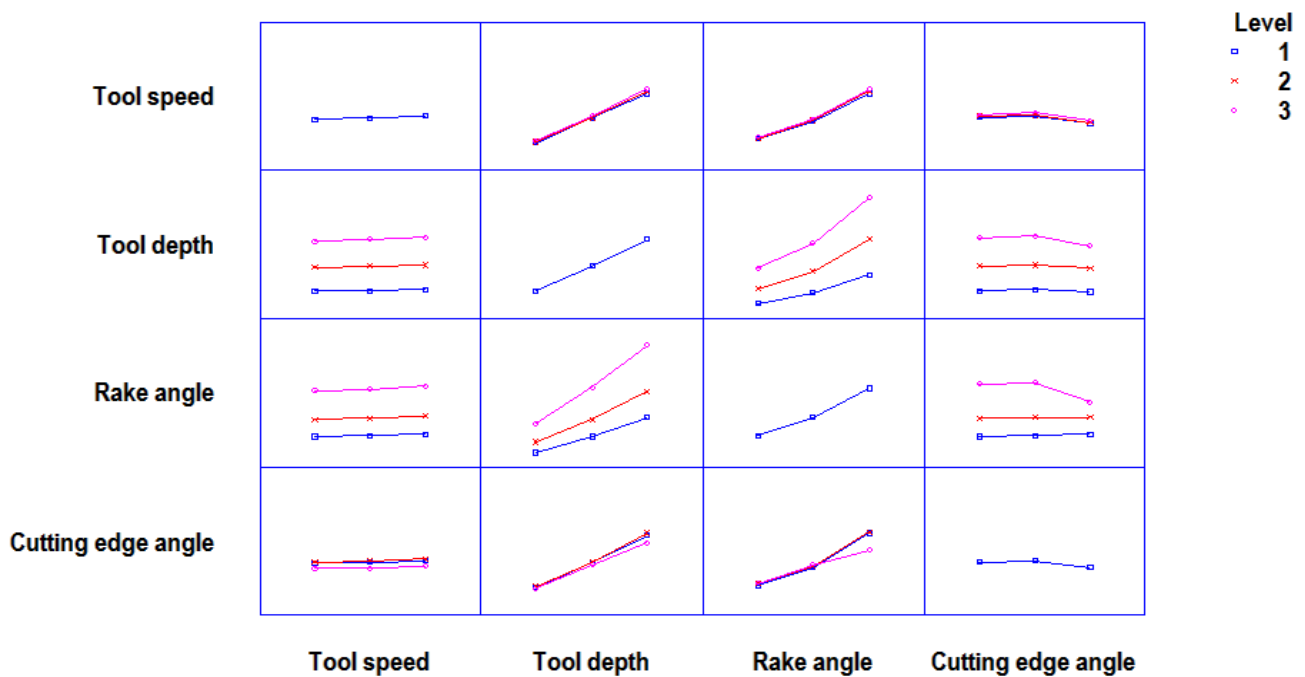 Level
1
2
3
Tool speed
Tool depth
Rake angle
Cutting edge angle
Tool speed Tool depth Rake angle Cutting edge angle